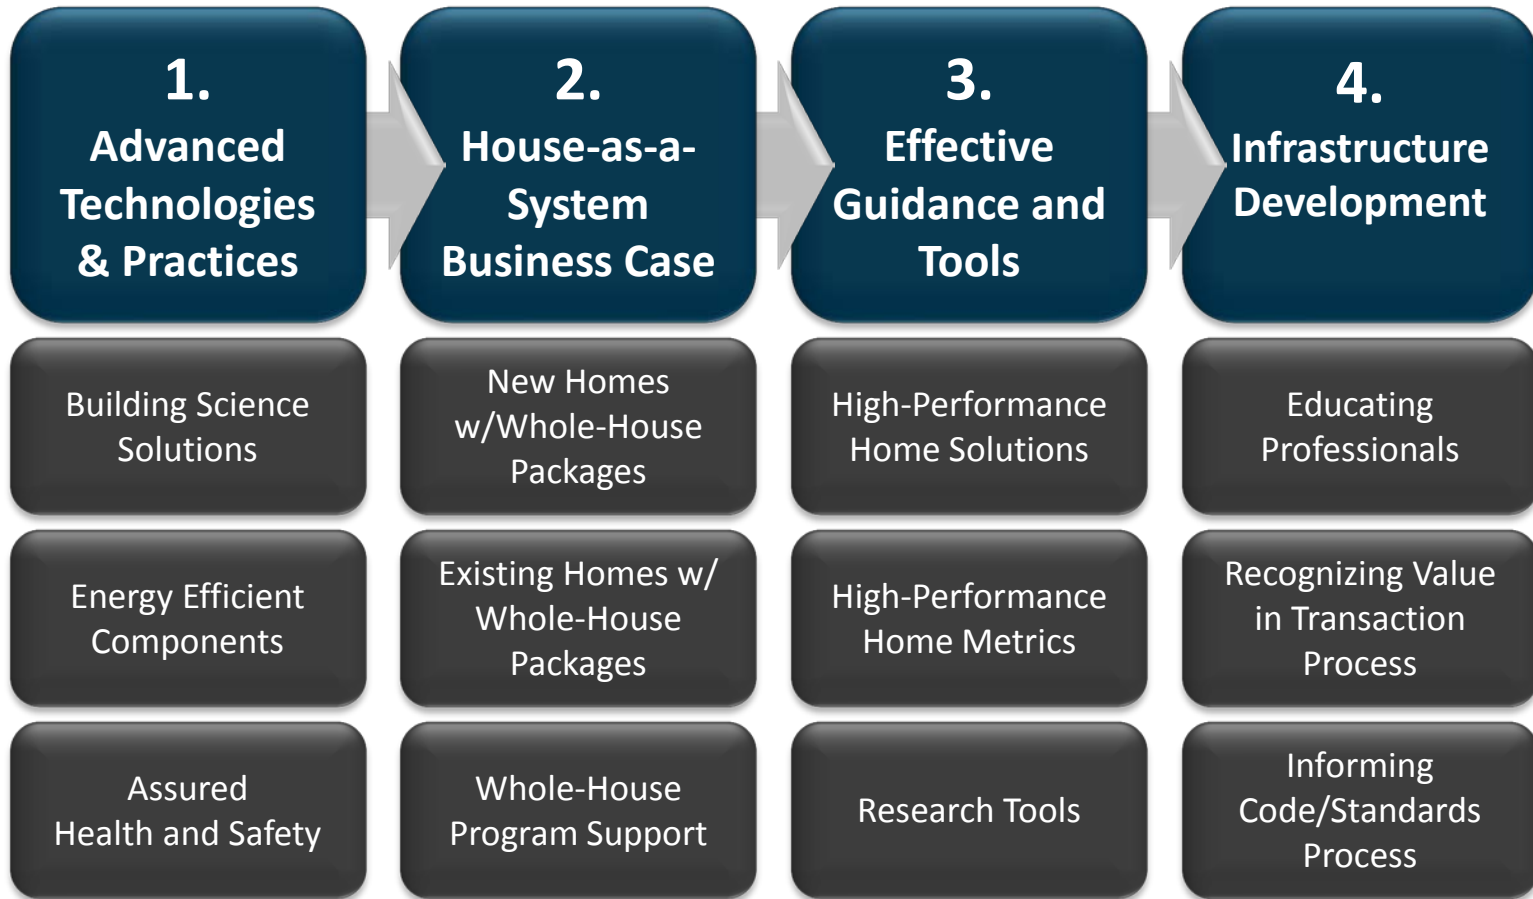 1.
Advanced
Technologies
& Practices
Building Science
Solutions
Energy Efficient
Components
Assured
Health and Safety
2.
House-as-a-
System
Business Case
New Homes
w/Whole-House
Packages
Existing Homes w/
Whole-House
Packages
Whole-House
Program Support
3.
Effective
Guidance and
Tools
High-Performance
Home Solutions
High-Performance
Home Metrics
Research Tools
4.
Infrastructure
Development
Educating
Professionals
Recognizing Value
in Transaction
Process
Informing
Code/Standards
Process